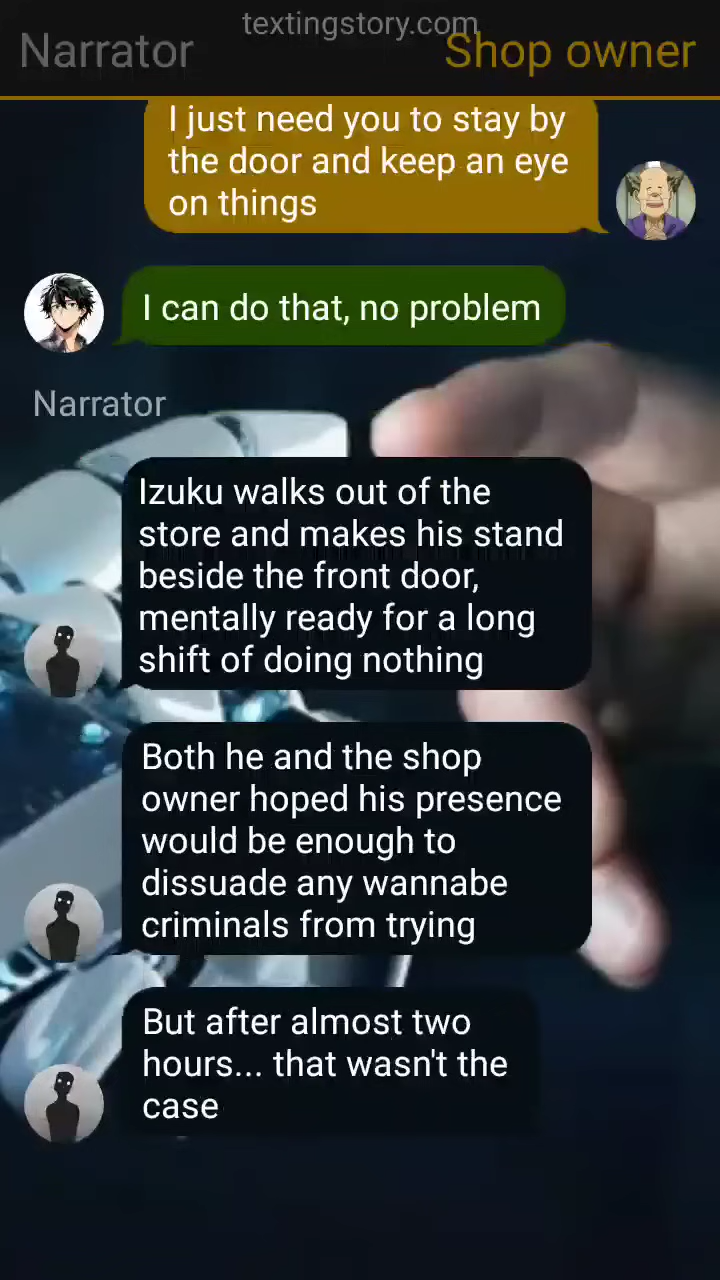 textingstory.com
Narrator
Shop owner
I just need you to stay by
the door and keep an eye
on things
I can do that, no problem
Narrator
Izuku walks out of the
store and makes his stand
beside the front door,
mentally ready for a long
shift of doing nothing
Both he and the shop
owner hoped his presence
would be enough to
dissuade any wannabe
criminals from trying
But after almost two
hours... that wasn't the
case